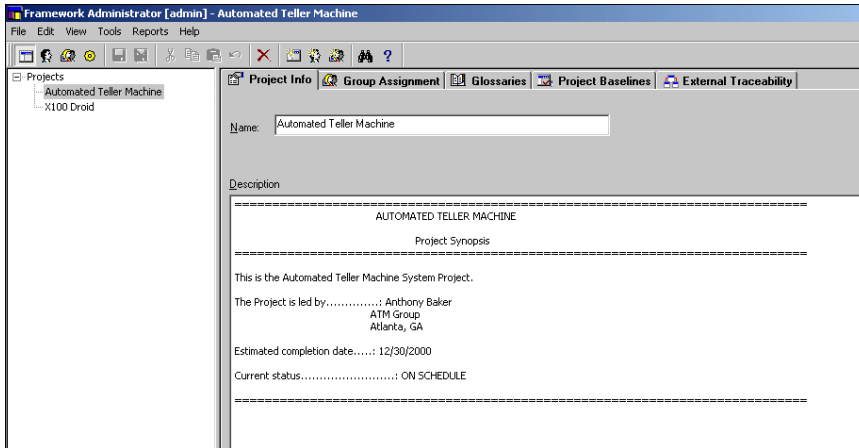 Framework Administrator [admin] - Automated Teller Machine
File Edit View Tools Reports Help
Projects
Automated Teller Machine
X100 Droid
Project Info Group Assignment Glossaries Project Baselines External Traceability
Name: Automated Teller Machine
Description
==========================================================================
AUTOMATED TELLER MACHINE
Project Synopsis
==========================================================================
This is the Automated Teller Machine System Project.
The Project is led by..............: Anthony Baker
ATM Group
Atlanta, GA
Estimated completion date.....: 12/30/2000
Current status.........................: ON SCHEDULE
==========================================================================